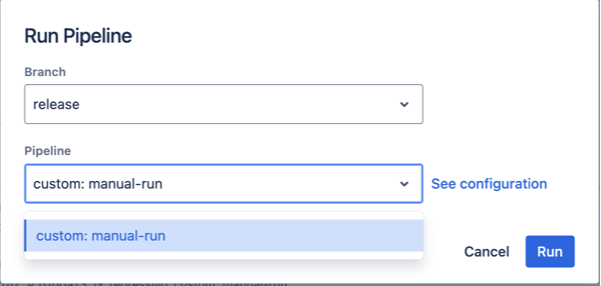 Run Pipeline
Branch
release
Pipeline
custom: manual-run
See configuration
custom: manual-run
Cancel
Run